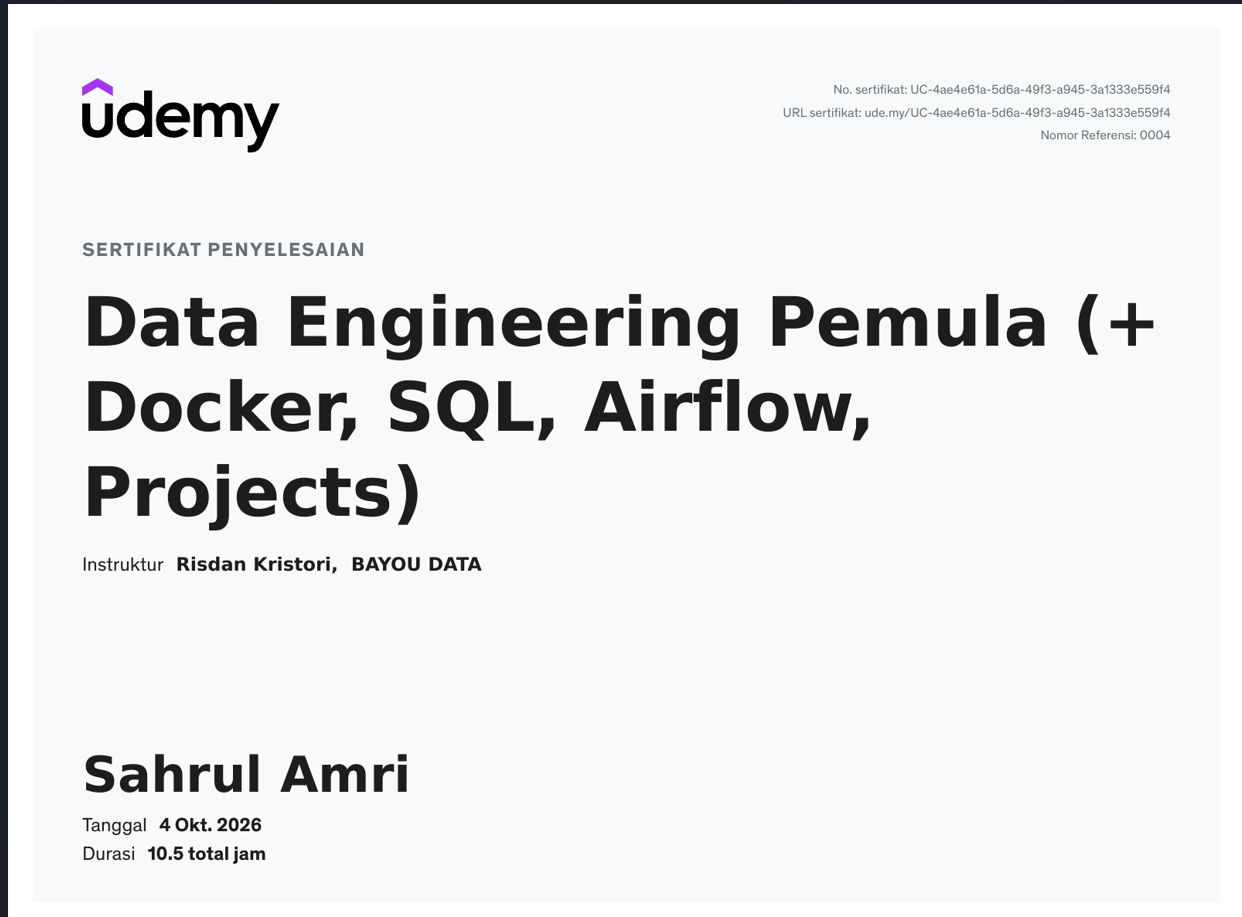 udemy
No. sertifikat: UC-4ae4e61a-5d6a-49f3-a945-3a1333e559f4
URL sertifikat: ude.my/UC-4ae4e61a-5d6a-49f3-a945-3a1333e559f4
Nomor Referensi: 0004
SERTIFIKAT PENYELESAIAN
Data Engineering Pemula (+
Docker, SQL, Airflow,
Projects)
Instruktur Risdan Kristori, BAYOU DATA
Sahrul Amri
Tanggal 4 Okt. 2026
Durasi 10.5 total jam